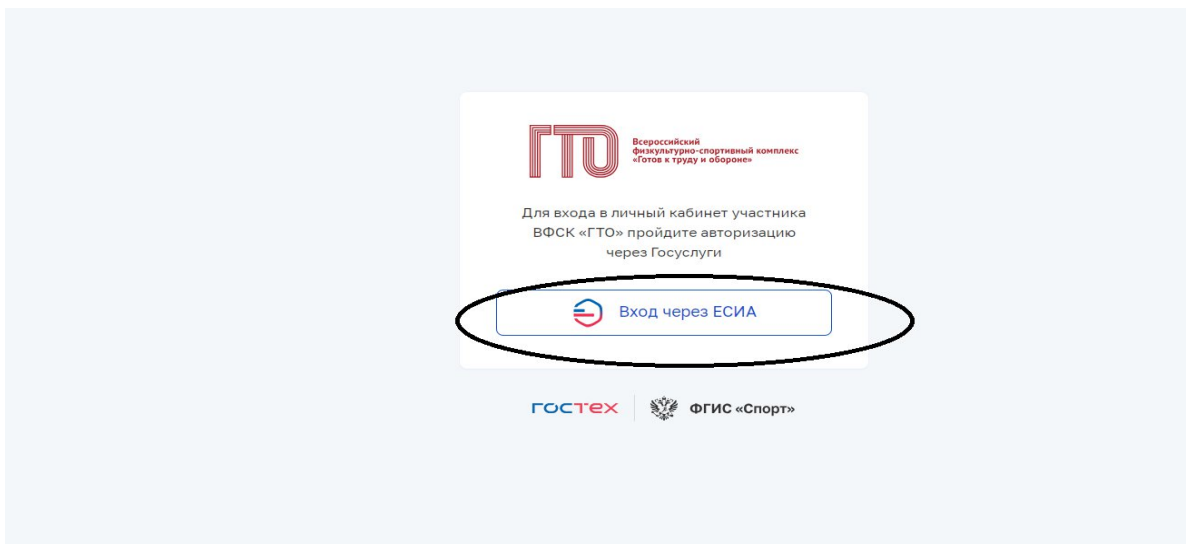 ГТО
Всероссийский
физкультурно-спортивный комплекс
«Готов к труду и обороне»
Для входа в личный кабинет участника
ВФСК «ГТО» пройдите авторизацию
через Госуслуги
Вход через ЕСИА
гостех ФГИС «Спорт»